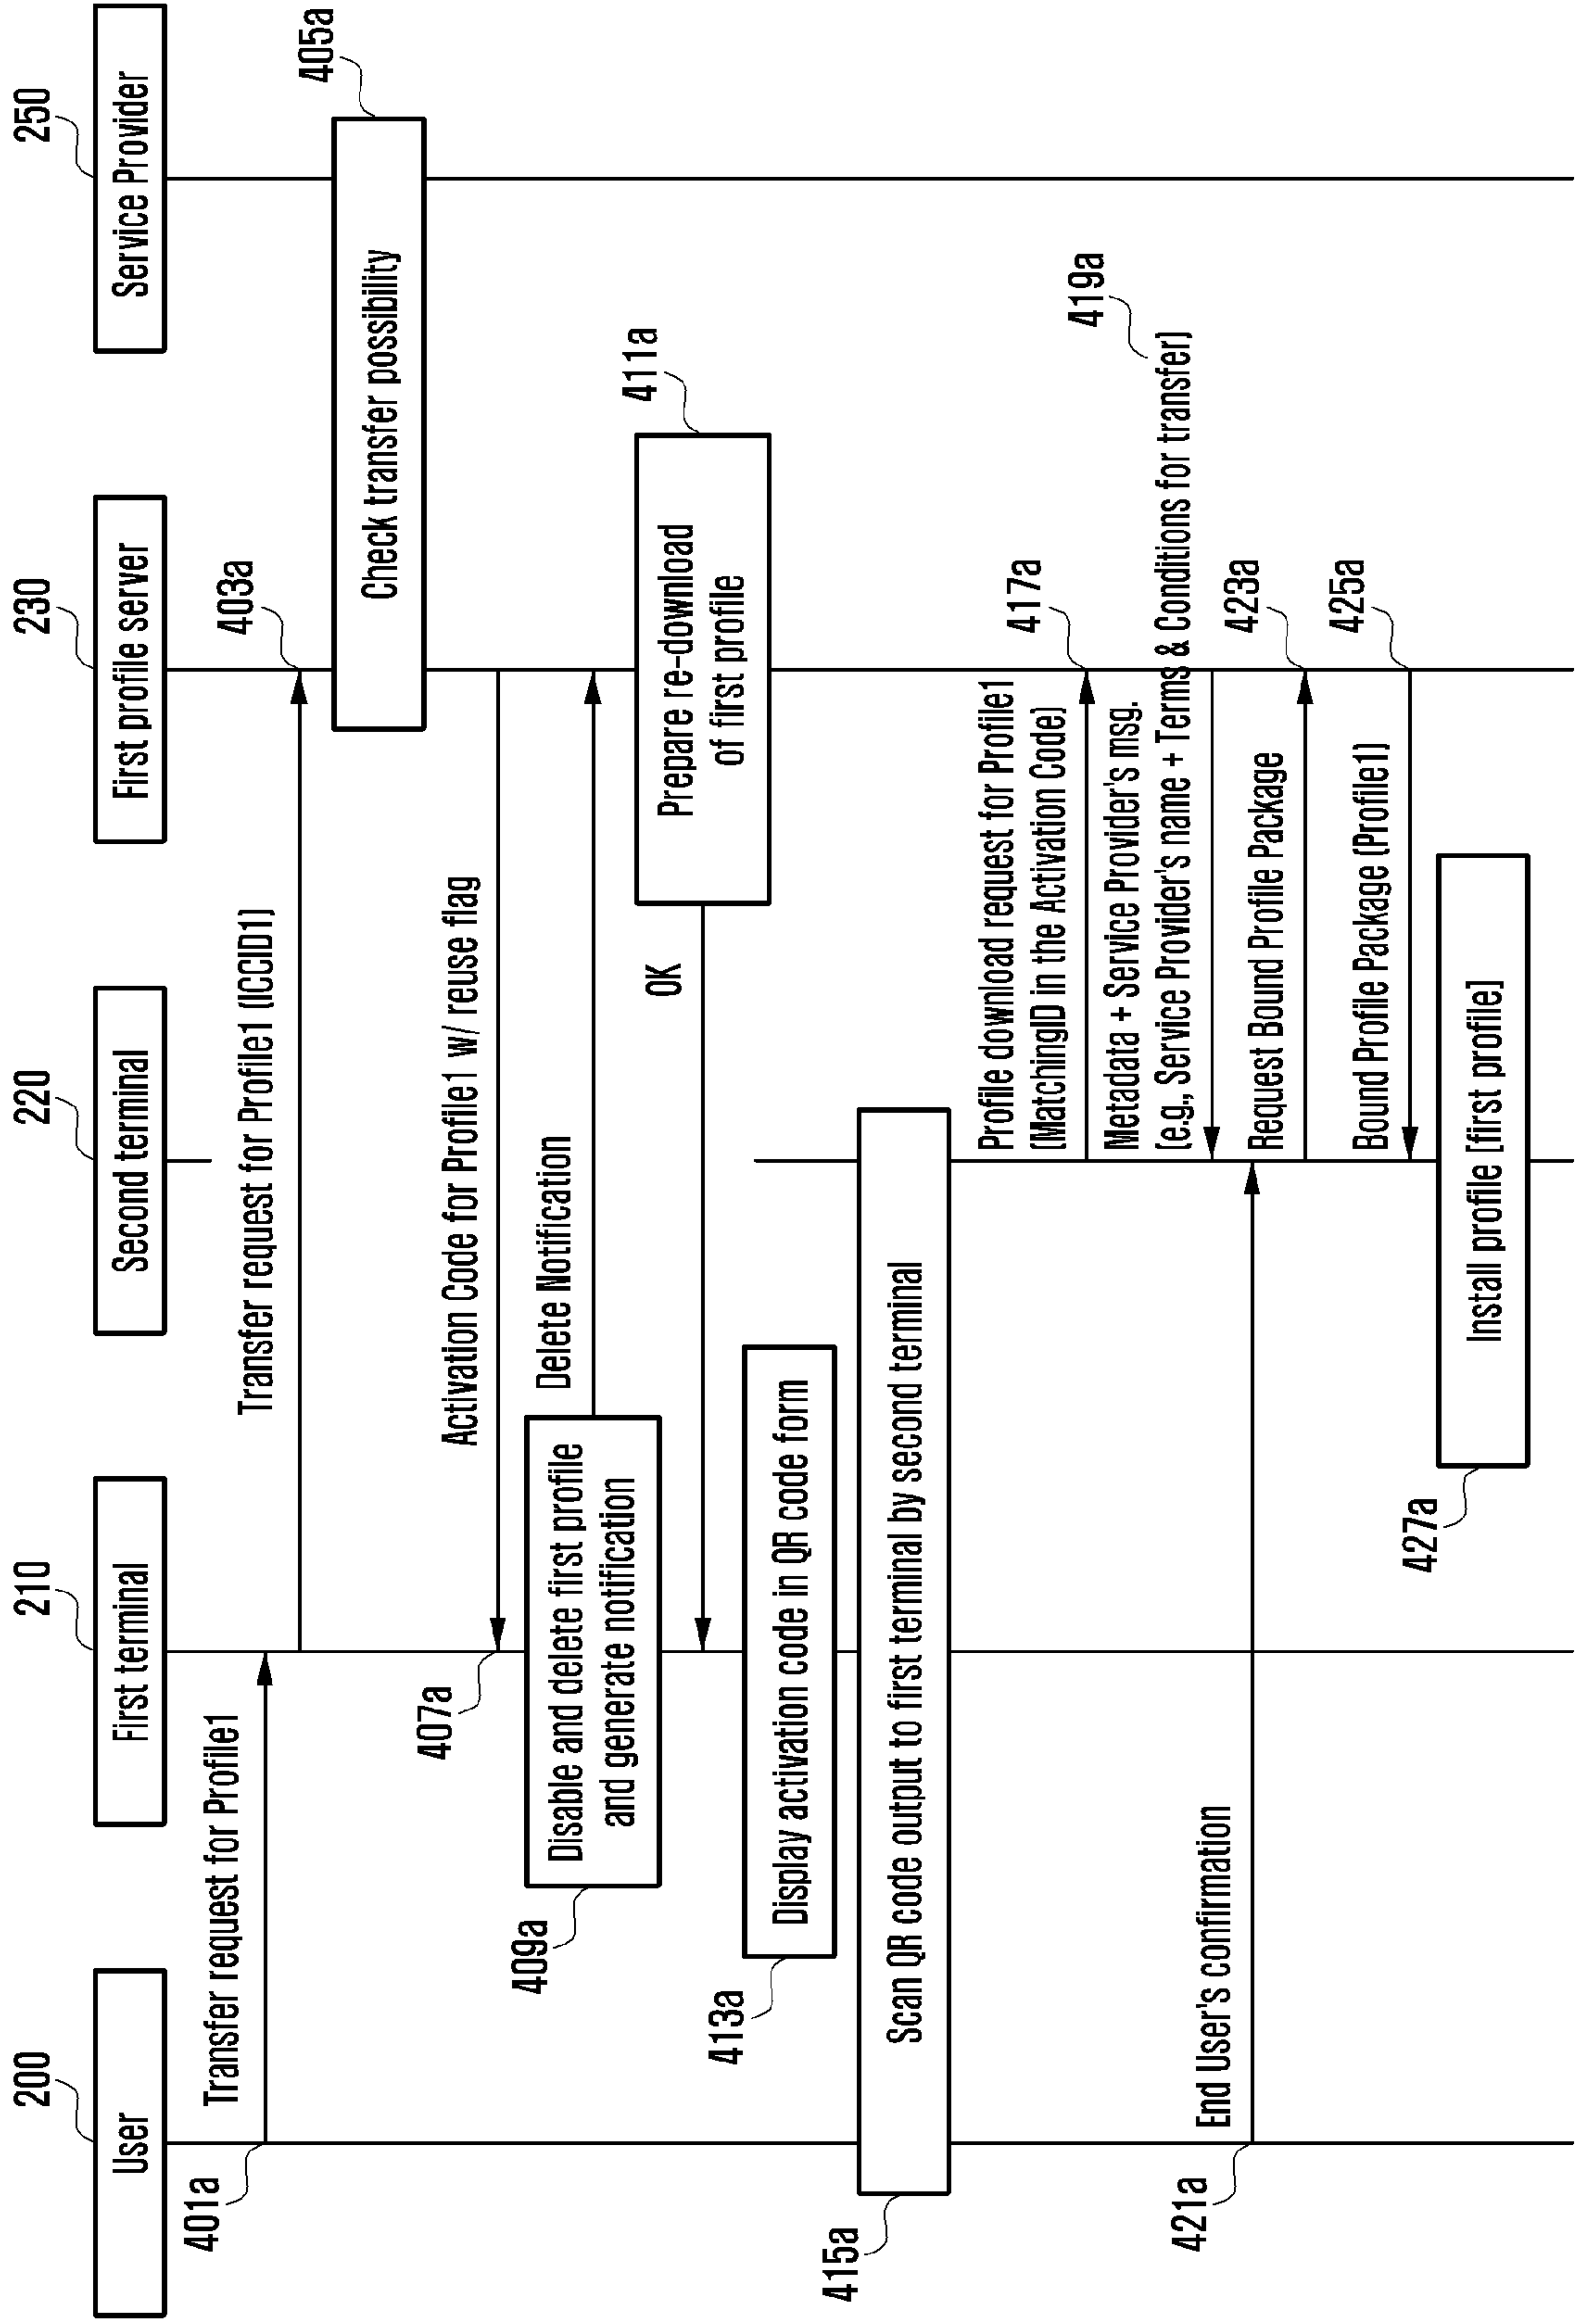 200
User
210
First terminal
220
Second terminal
230
First profile server
250
Service Provider
401a
Transfer request for Profile1
Transfer request for Profile1 (ICCID1)
403a
Check transfer possibility
405a
Activation Code for Profile1 w/ reuse flag
407a
Disable and delete first profile
and generate notification
409a
Delete Notification
Prepare re-download
of first profile
411a
OK
Display activation code in QR code form
413a
Scan QR code output to first terminal by second terminal
415a
Profile download request for Profile1
(MatchingID in the Activation Code)
417a
Metadata + Service Provider's msg.
(e.g., Service Provider's name + Terms & Conditions for transfer)
419a
End User's confirmation
421a
Request Bound Profile Package
423a
Bound Profile Package (Profile1)
425a
Install profile [first profile]
427a